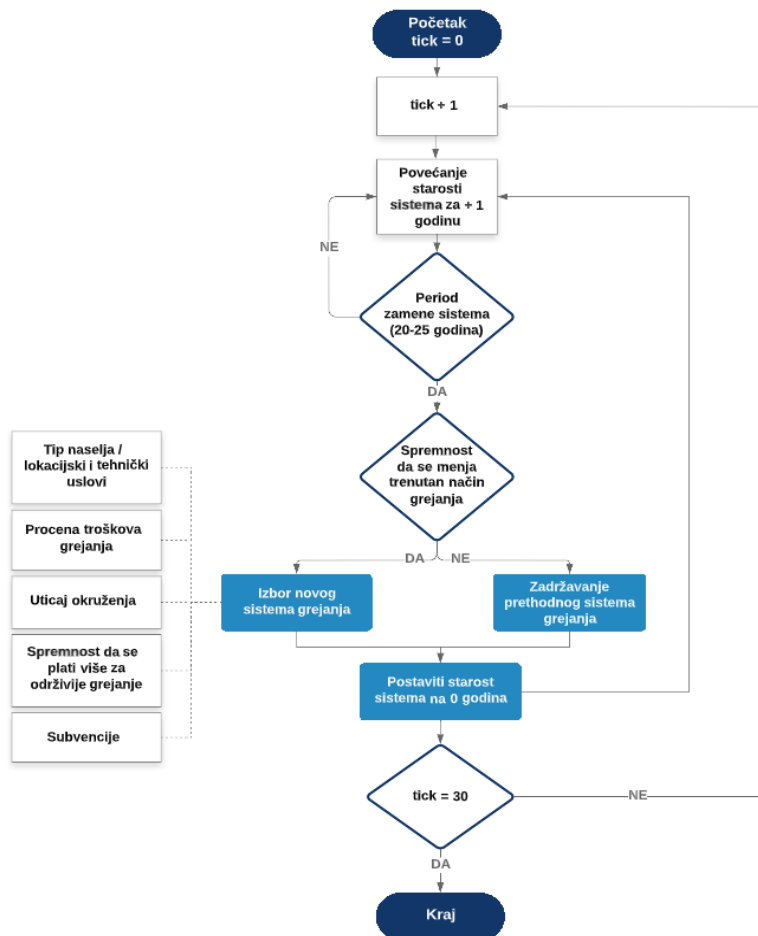 Početak
tick = 0
tick + 1
Povećanje
starosti
sistema za + 1
godinu
NE
Period
zamene sistema
(20-25 godina)
DA
Spremnost
da se menja
trenutan način
grejanja
DA
NE
Tip naselja /
lokacijski i tehnički
uslovi
Procena troškova
grejanja
Uticaj okruženja
Spremnost da se
plati više za
održivije grejanje
Subvencije
Izbor novog
sistema grejanja
Zadržavanje
prethodnog sistema
grejanja
Postaviti starost
sistema na 0 godina
tick = 30
NE
DA
Kraj